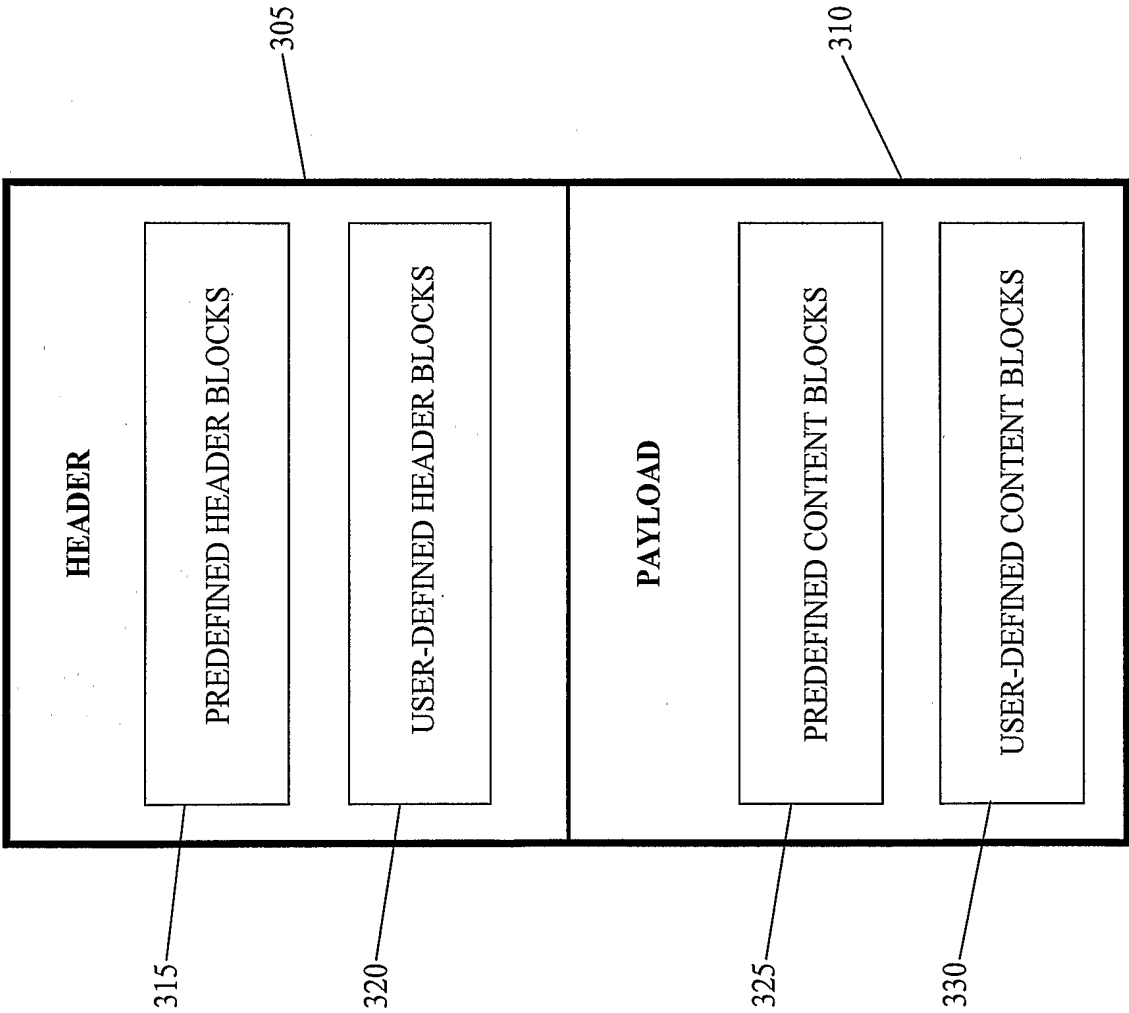 HEADER
305
PREDEFINED HEADER BLOCKS
315
USER-DEFINED HEADER BLOCKS
320
PAYLOAD
310
PREDEFINED CONTENT BLOCKS
325
USER-DEFINED CONTENT BLOCKS
330